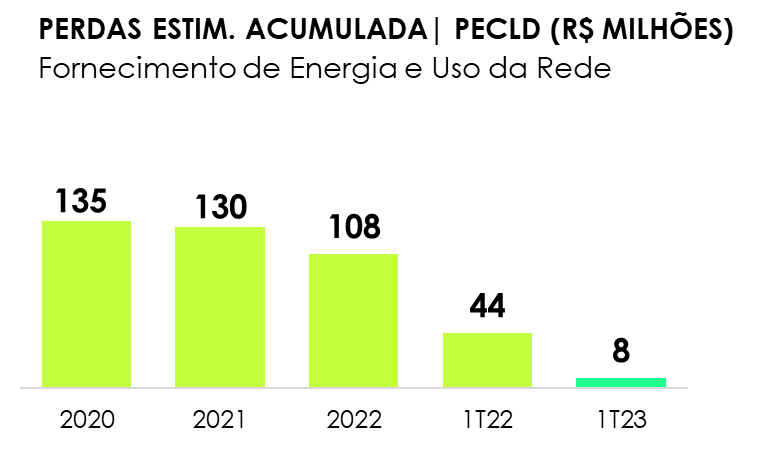 PERDAS ESTIM. ACUMULADA| PECLD (R$ MILHÕES)
Fornecimento de Energia e Uso da Rede
135
130
108
44
8
2020
2021
2022
1T22
1T23